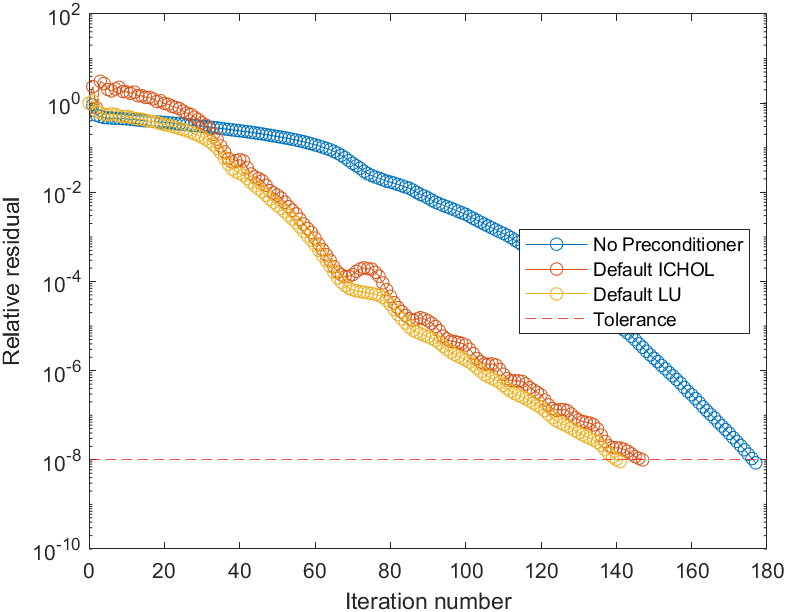 10^2
10^0
10^-2
10^-4
10^-6
10^-8
10^-10
Relative residual
No Preconditioner
Default ICHOL
Default LU
Tolerance
0 20 40 60 80 100 120 140 160 180
Iteration number